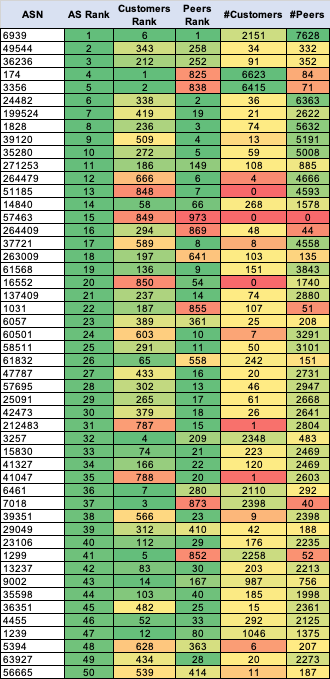 ASN AS Rank Customers Rank Peers Rank #Customers #Peers
6939 1 6 1 2151 7628
49544 2 343 258 34 332
36236 3 212 252 91 352
174 4 1 825 6623 84
3356 5 2 838 6415 71
24482 6 338 2 36 6363
199524 7 419 19 21 2622
1828 8 236 3 74 5632
39120 9 509 4 13 5191
35280 10 272 5 59 5008
271253 11 186 149 108 885
264479 12 666 6 4 4666
51185 13 848 7 0 4593
14840 14 58 66 268 1578
57463 15 849 973 0 0
264409 16 294 869 48 44
37721 17 589 8 8 4558
263009 18 197 641 103 135
61568 19 136 9 151 3843
16552 20 850 54 0 1740
137409 21 237 14 74 2880
1031 22 187 855 107 51
6057 23 389 361 25 208
60501 24 603 10 7 3291
58511 25 291 11 50 3101
61832 26 65 558 242 151
47787 27 433 16 20 2731
57695 28 302 13 46 2947
25091 29 265 17 61 2668
42473 30 379 18 26 2641
212483 31 787 15 1 2804
3257 32 4 209 2348 483
15830 33 74 21 223 2469
41327 34 166 22 120 2469
41047 35 788 20 1 2603
6461 36 7 280 2110 292
7018 37 3 873 2398 40
39351 38 566 23 9 2398
29049 39 312 410 42 188
23106 40 112 29 176 2235
1299 41 5 852 2258 52
13237 42 83 30 203 2213
9002 43 14 167 987 756
35598 44 103 40 185 1998
36351 45 482 25 15 2361
4455 46 52 33 292 2125
1239 47 12 80 1046 1375
5394 48 628 363 6 207
63927 49 434 28 20 2273
56665 50 539 414 11 187